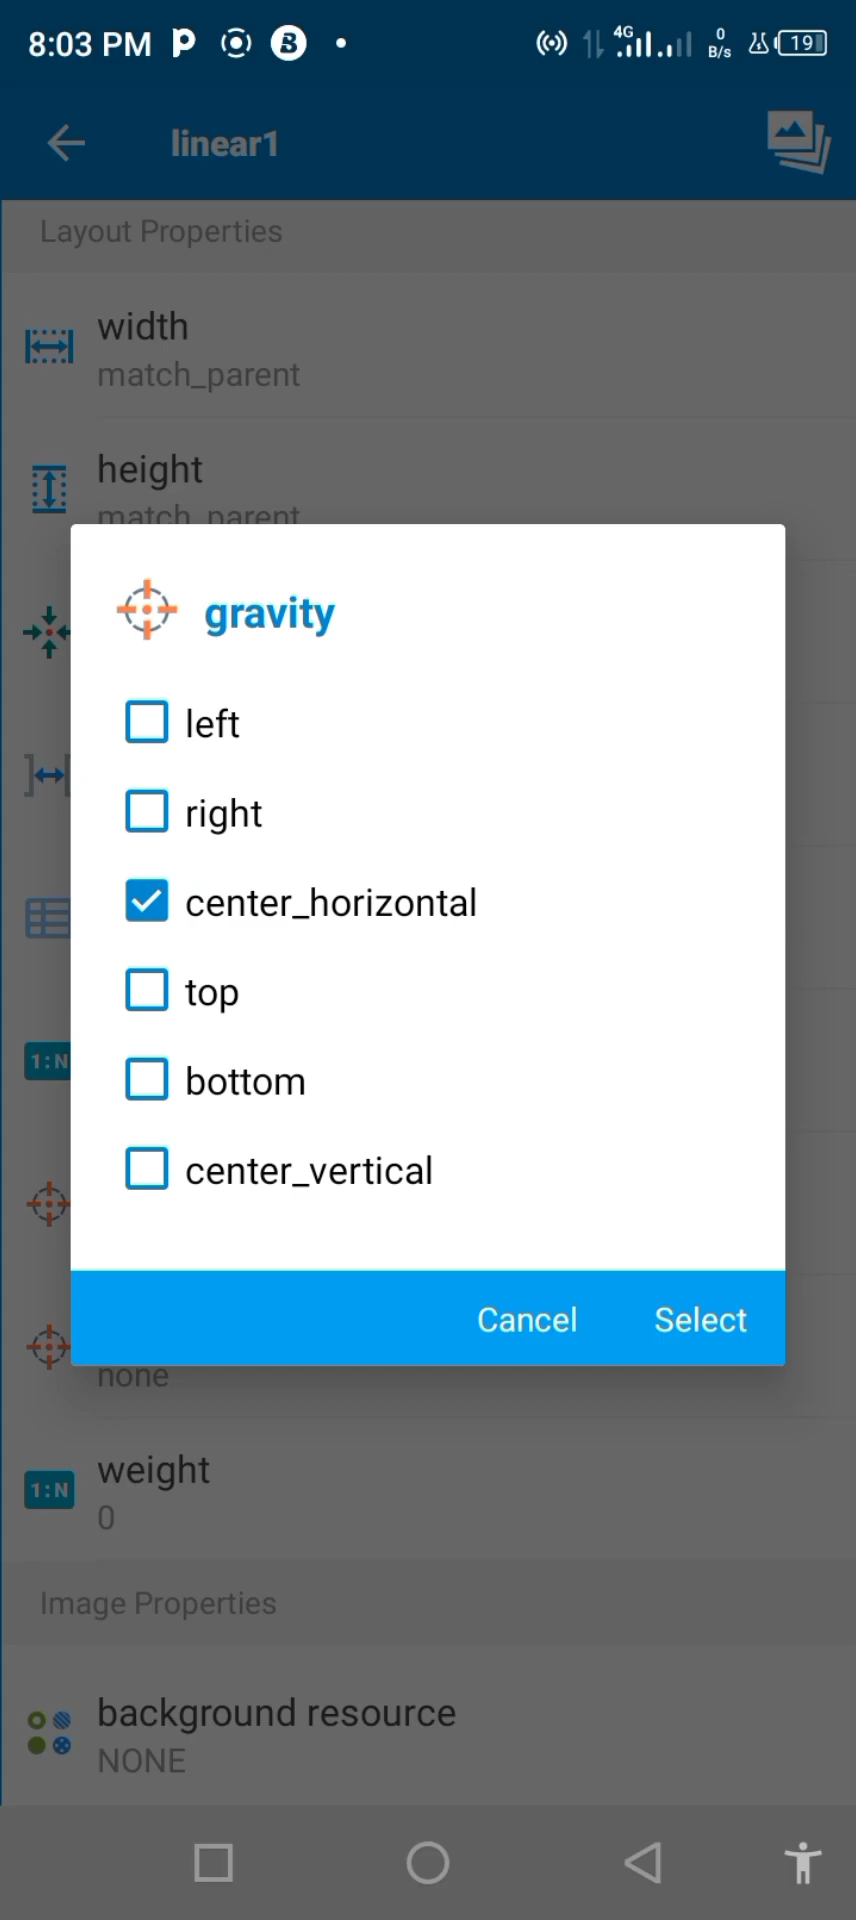 8:03 PM
4G
0
B/s
19
linear1
Layout Properties
width
match_parent
height
match_parent
gravity
left
right
center_horizontal
top
bottom
center_vertical
1:N
Cancel Select
none
weight
1:N
0
Image Properties
background resource
NONE